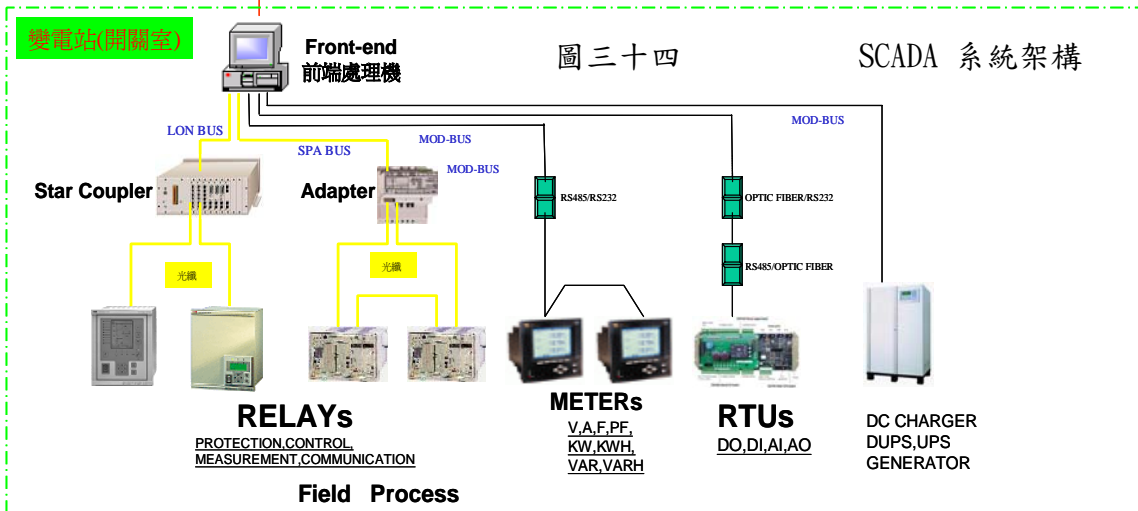 變電站(開關室)
Front-end
前端處理機
圖三十四
SCADA 系統架構
LON BUS
SPA BUS
MOD-BUS
MOD-BUS
MOD-BUS
Star Coupler
Adapter
RS485/RS232
OPTIC FIBER/RS232
RS485/OPTIC FIBER
光纖
光纖
RELAYs
PROTECTION,CONTROL,
MEASUREMENT,COMMUNICATION
METERs
V,A,F,PF,
KW,KWH,
VAR,VARH
RTUs
DO,DI,AI,AO
DC CHARGER
DUPS,UPS
GENERATOR
Field Process